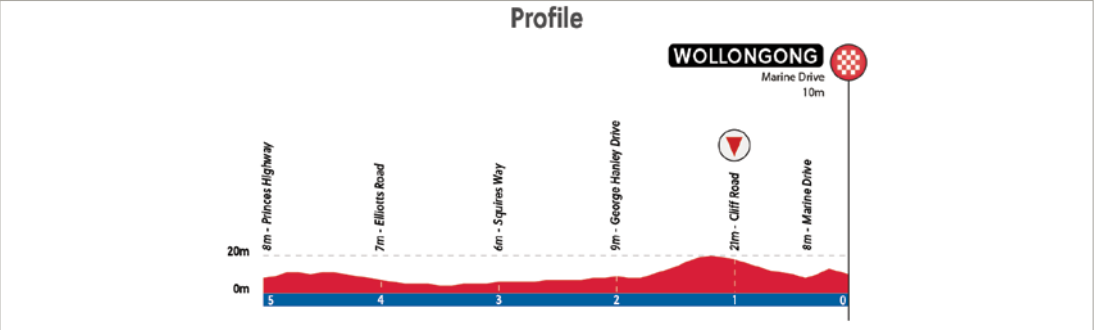 Profile
WOLLONGONG
Marine Drive
10m
8m - Princes Highway
7m - Elliotts Road
6m - Squires Way
9m - George Hanley Drive
21m - Cliff Road
8m - Marine Drive
20m
0m
5 4 3 2 1 0